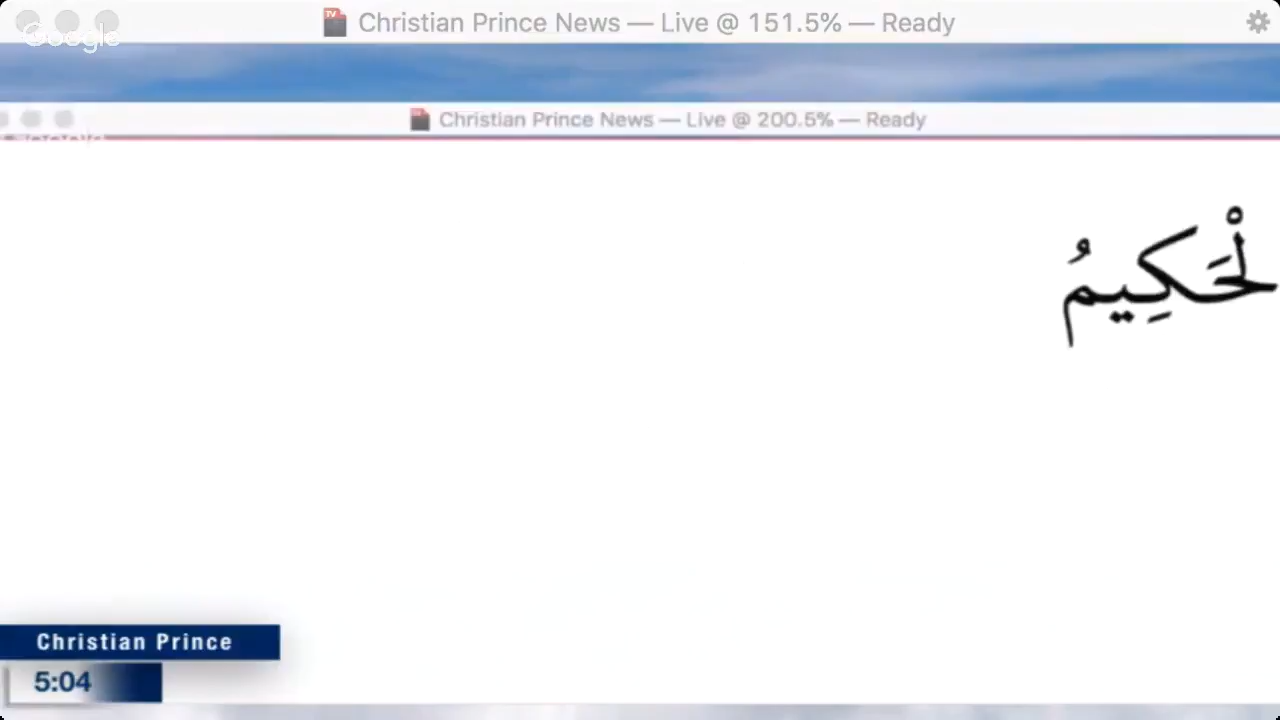 Christian Prince News — Live @ 151.5% — Ready
Google
Christian Prince News — Live @ 200.5% — Ready
لْحَكِيمُ
Christian Prince
5:04